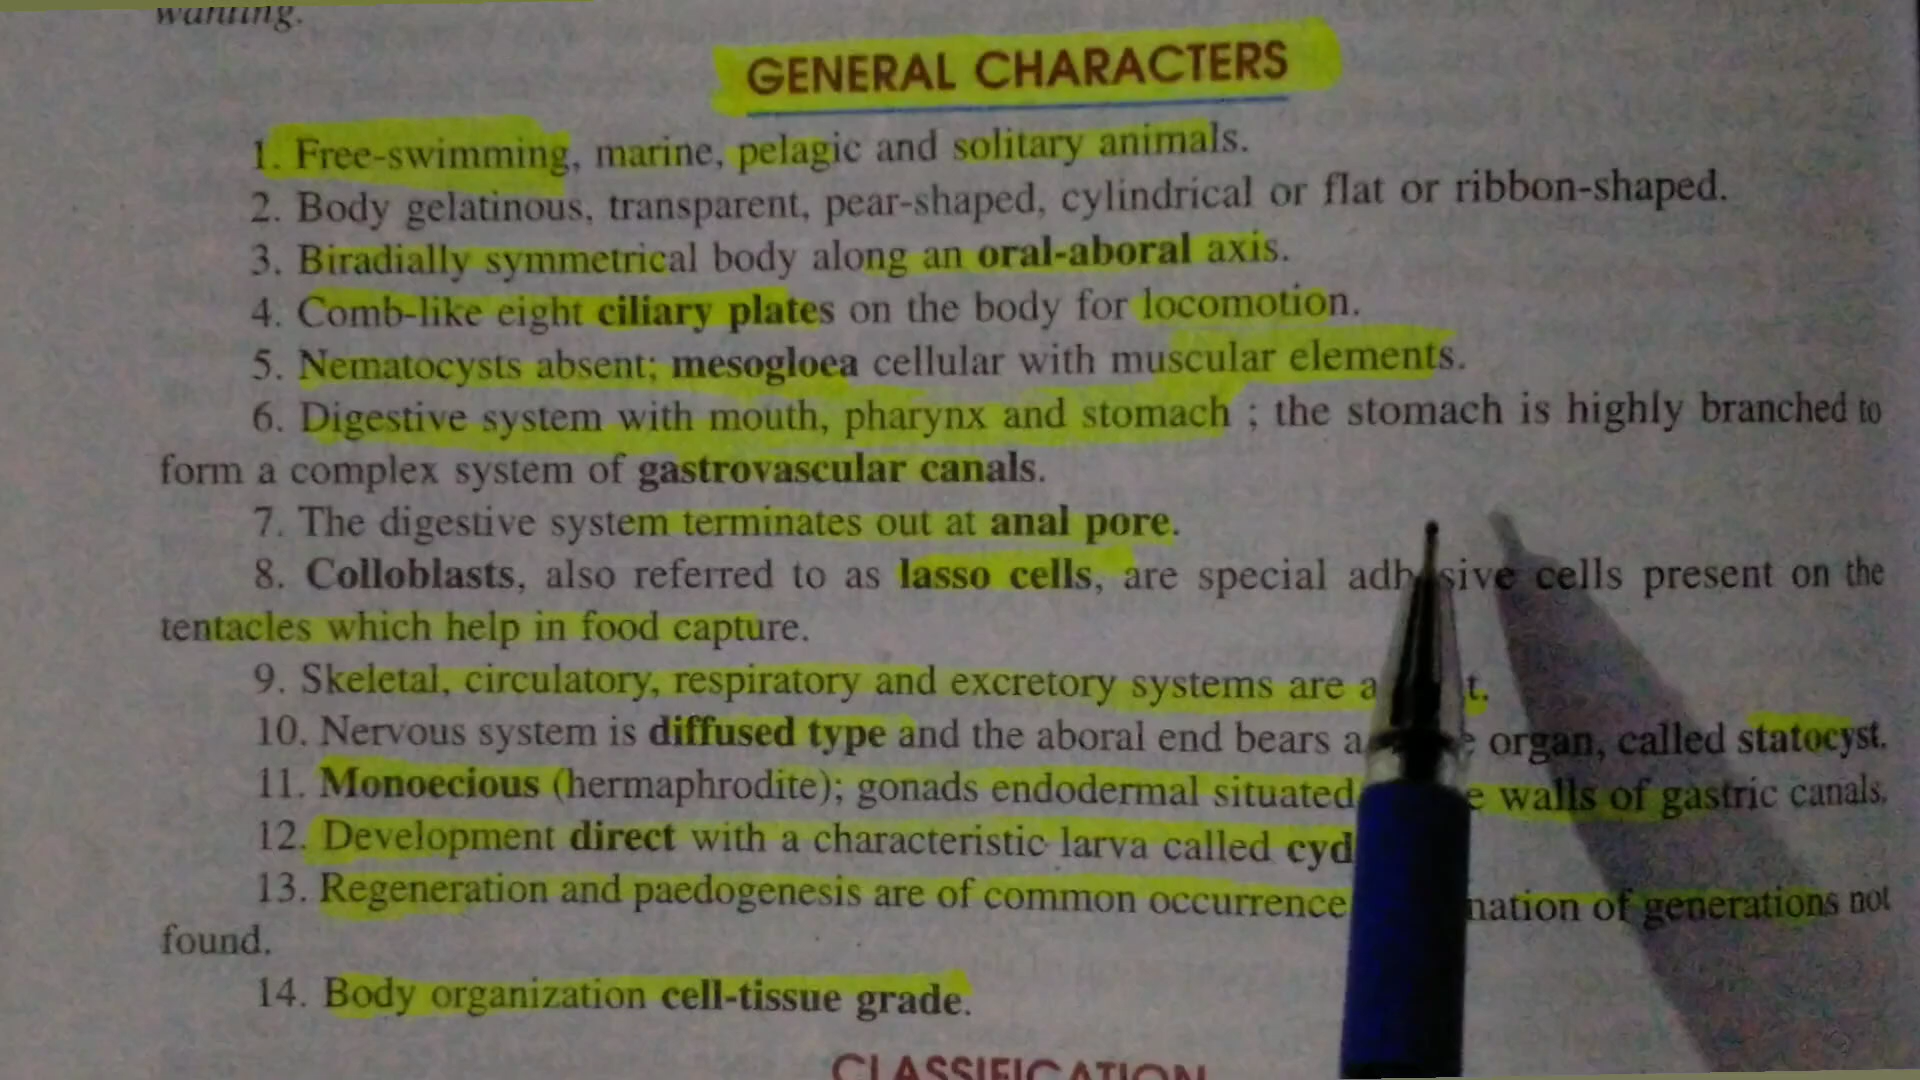 wanting.
GENERAL CHARACTERS
1. Free-swimming, marine, pelagic and solitary animals.
2. Body gelatinous, transparent, pear-shaped, cylindrical or flat or ribbon-shaped.
3. Biradially symmetrical body along an oral-aboral axis.
4. Comb-like eight ciliary plates on the body for locomotion.
5. Nematocysts absent; mesogloea cellular with muscular elements.
6. Digestive system with mouth, pharynx and stomach ; the stomach is highly branched to
form a complex system of gastrovascular canals.
7. The digestive system terminates out at anal pore.
8. Colloblasts, also referred to as lasso cells, are special adhesive cells present on the
tentacles which help in food capture.
9. Skeletal, circulatory, respiratory and excretory systems are
10. Nervous system is diffused type and the aboral end bears organ, called statocyst.
11. Monoecious (hermaphrodite); gonads endodermal situated walls of gastric canals.
12. Development direct with a characteristic larva called
13. Regeneration and paedogenesis are of common occurrence of generations not
found.
14. Body organization cell-tissue grade.
CLASSIFICATION